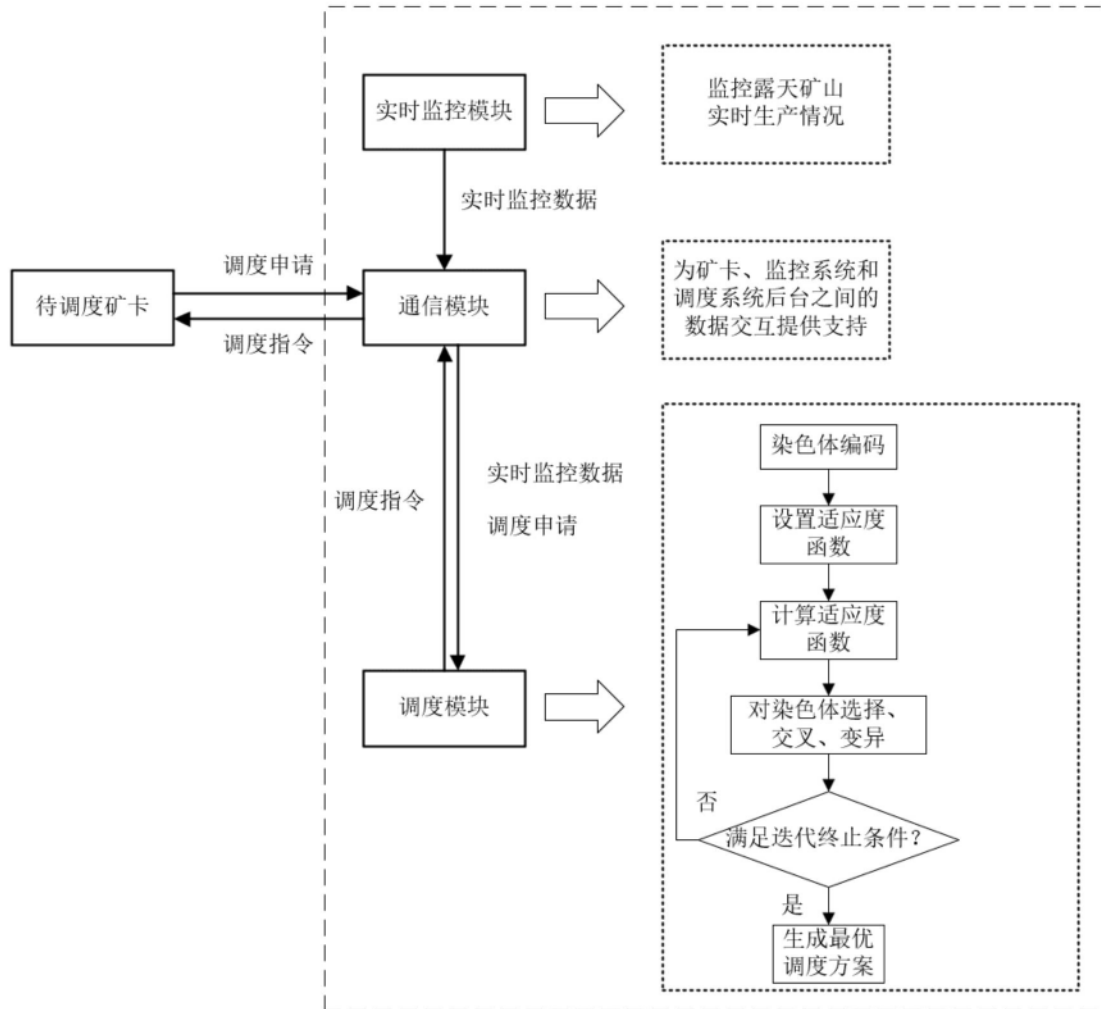 实时监控模块
监控露天矿山
实时生产情况
实时监控数据
调度申请
待调度矿卡
通信模块
为矿卡、监控系统和
调度系统后台之间的
数据交互提供支持
调度指令
染色体编码
实时监控数据
调度指令
调度申请
设置适应度
函数
计算适应度
函数
调度模块
对染色体选择、
交叉、变异
否
满足迭代终止条件?
是
生成最优
调度方案